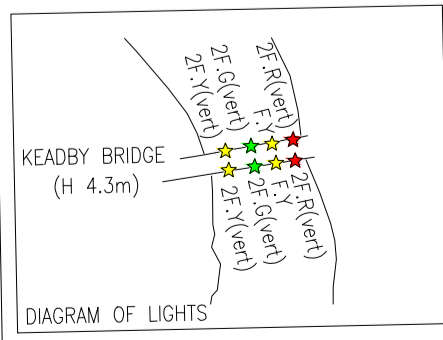 2F.Y(vert)
2F.G(vert)
F.Y
2F.R(vert)
KEADBY BRIDGE
(H 4.3m)
2F.Y(vert)
2F.G(vert)
F.Y
2F.R(vert)
DIAGRAM OF LIGHTS